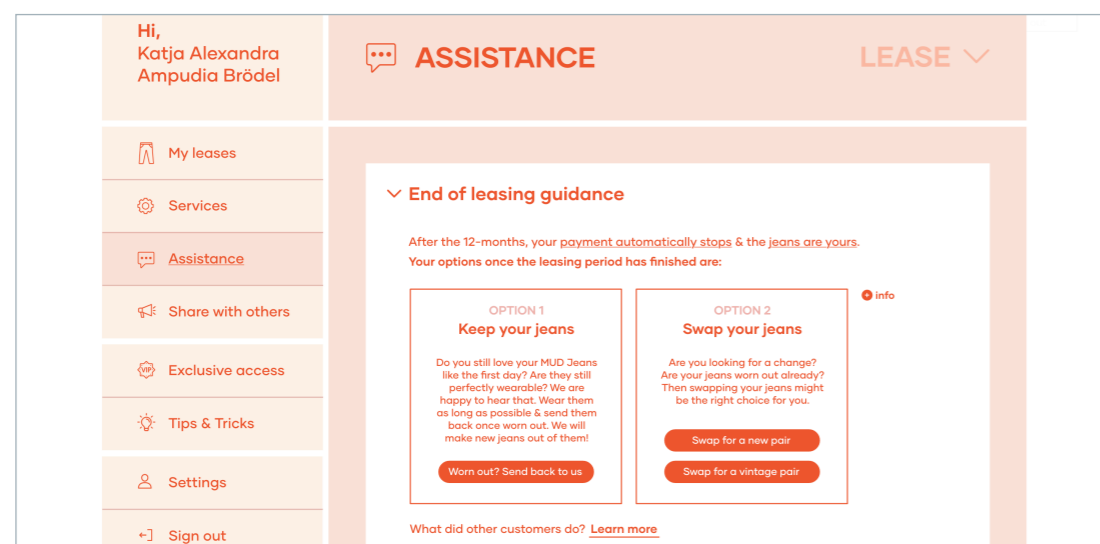 Hi,
Katja Alexandra
Ampudia Brödel
My leases
Services
Assistance
Share with others
VIP
Exclusive access
Tips & Tricks
Settings
Sign out
ASSISTANCE
LEASE
End of leasing guidance
After the 12-months, your payment automatically stops & the jeans are yours.
Your options once the leasing period has finished are:
OPTION 1
Keep your jeans
Do you still love your MUD Jeans
like the first day? Are they still
perfectly wearable? We are
happy to hear that. Wear them
as long as possible & send them
back once worn out. We will
make new jeans out of them!
Worn out? Send back to us
OPTION 2
Swap your jeans
Are you looking for a change?
Are your jeans worn out already?
Then swapping your jeans might
be the right choice for you.
Swap for a new pair
Swap for a vintage pair
info
What did other customers do? Learn more